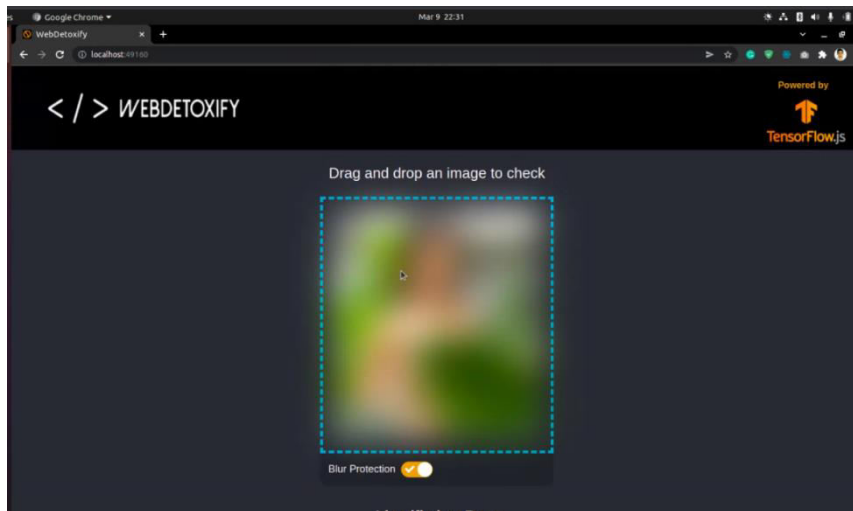 Google Chrome ▾
Mar 9 22:31
WebDetoxify
localhost:49160
</> WEBDETOXIFY
Powered by
TensorFlow.js
Drag and drop an image to check
Blur Protection